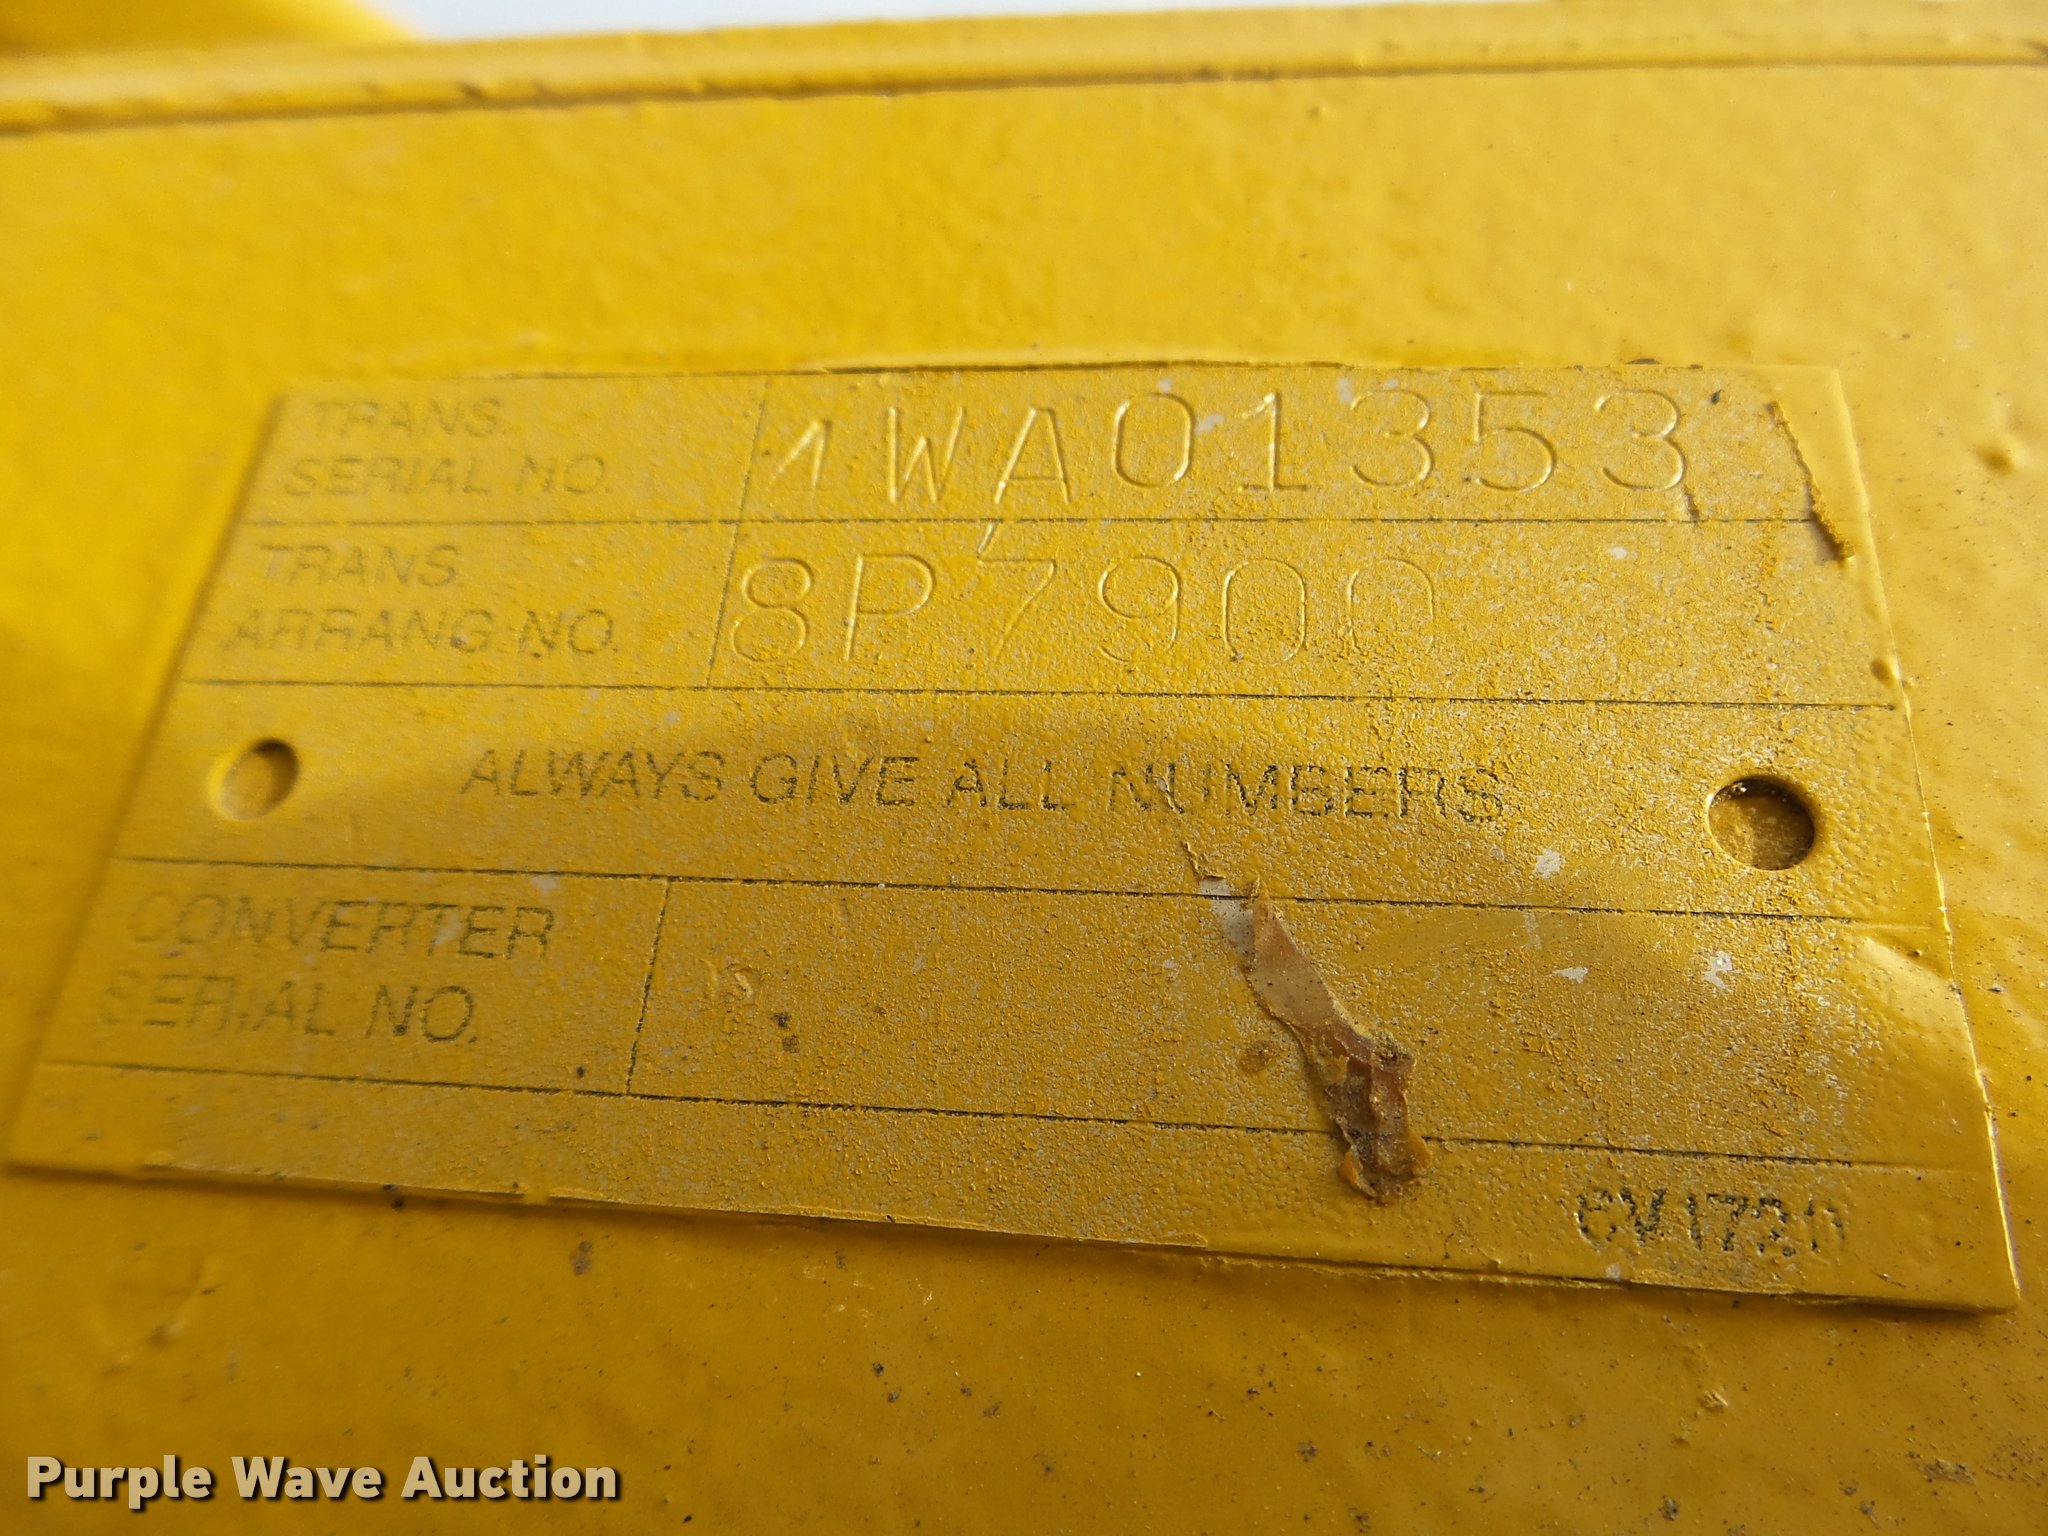 TRANS.
SERIAL NO.
1WA01353
TRANS.
ARRANG NO.
8P7900
ALWAYS GIVE ALL NUMBERS
CONVERTER
SERIAL NO.
Purple Wave Auction